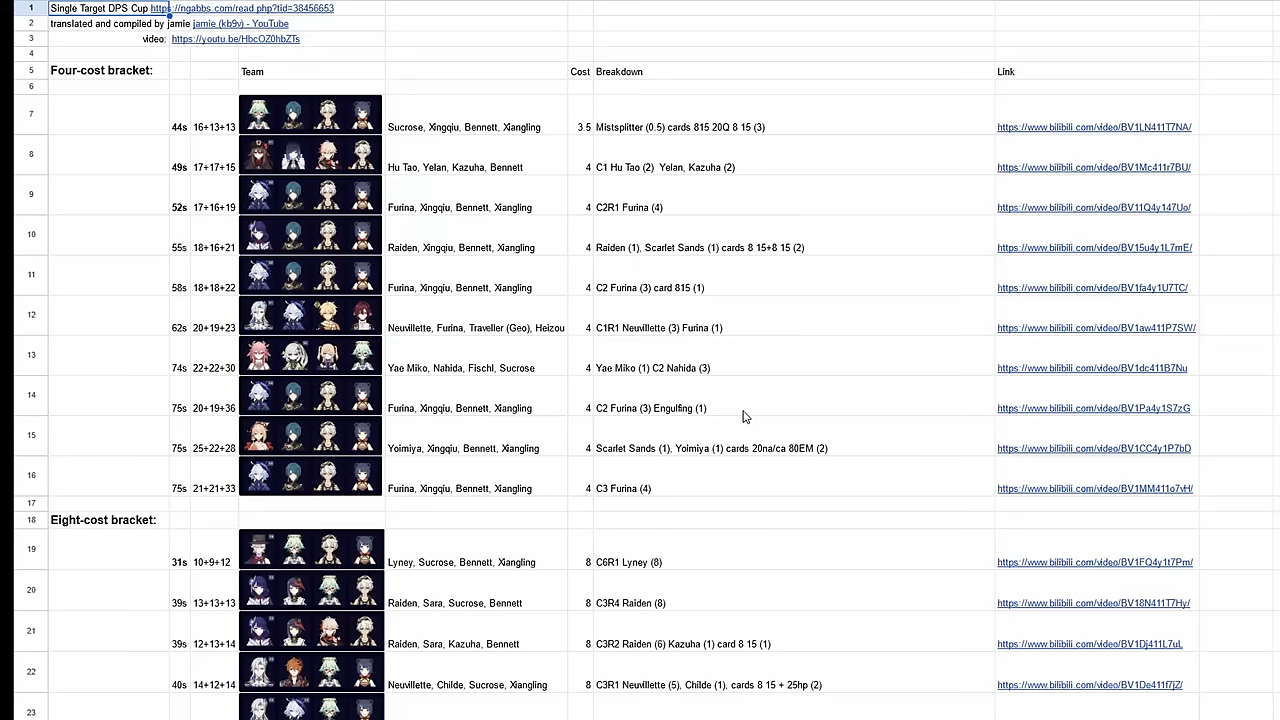 1 Single Target DPS Cup https://ngabbs.com/read.php?tid=38456653
2 translated and compiled by jamie jamie (kb9v) - YouTube
3 video: https://youtu.be/HbcOZ0hbZTs
4
5 Four-cost bracket: Team Cost Breakdown Link
6
7 44s 16+13+13 Sucrose, Xingqiu, Bennett, Xiangling 3.5 Mistsplitter (0.5) cards 815 20Q 8 15 (3) https://www.bilibili.com/video/BV1LN411T7NA/
8 49s 17+17+15 Hu Tao, Yelan, Kazuha, Bennett 4 C1 Hu Tao (2) Yelan, Kazuha (2) https://www.bilibili.com/video/BV1Mc411r7BU/
9 52s 17+16+19 Furina, Xingqiu, Bennett, Xiangling 4 C2R1 Furina (4) https://www.bilibili.com/video/BV11Q4y147Uo/
10 55s 18+16+21 Raiden, Xingqiu, Bennett, Xiangling 4 Raiden (1), Scarlet Sands (1) cards 8 15+8 15 (2) https://www.bilibili.com/video/BV15u4y1L7mE/
11 58s 18+18+22 Furina, Xingqiu, Bennett, Xiangling 4 C2 Furina (3) card 815 (1) https://www.bilibili.com/video/BV1fa4y1U7TC/
12 62s 20+19+23 Neuvillette, Furina, Traveller (Geo), Heizou 4 C1R1 Neuvillette (3) Furina (1) https://www.bilibili.com/video/BV1aw411P7SW/
13 74s 22+22+30 Yae Miko, Nahida, Fischl, Sucrose 4 Yae Miko (1) C2 Nahida (3) https://www.bilibili.com/video/BV1dc411B7Nu
14 75s 20+19+36 Furina, Xingqiu, Bennett, Xiangling 4 C2 Furina (3) Engulfing (1) https://www.bilibili.com/video/BV1Pa4y1S7zG
15 75s 25+22+28 Yoimiya, Xingqiu, Bennett, Xiangling 4 Scarlet Sands (1), Yoimiya (1) cards 20na/ca 80EM (2) https://www.bilibili.com/video/BV1CC4y1P7bD
16 75s 21+21+33 Furina, Xingqiu, Bennett, Xiangling 4 C3 Furina (4) https://www.bilibili.com/video/BV1MM411o7vH/
17
18 Eight-cost bracket:
19 31s 10+9+12 Lyney, Sucrose, Bennett, Xiangling 8 C6R1 Lyney (8) https://www.bilibili.com/video/BV1FQ4y1t7Pm/
20 39s 13+13+13 Raiden, Sara, Sucrose, Bennett 8 C3R4 Raiden (8) https://www.bilibili.com/video/BV18N411T7Hy/
21 39s 12+13+14 Raiden, Sara, Kazuha, Bennett 8 C3R2 Raiden (6) Kazuha (1) card 8 15 (1) https://www.bilibili.com/video/BV1Dj411L7uL
22 40s 14+12+14 Neuvillette, Childe, Sucrose, Xiangling 8 C3R1 Neuvillette (5), Childe (1), cards 8 15 + 25hp (2) https://www.bilibili.com/video/BV1De411f7jZ/
23